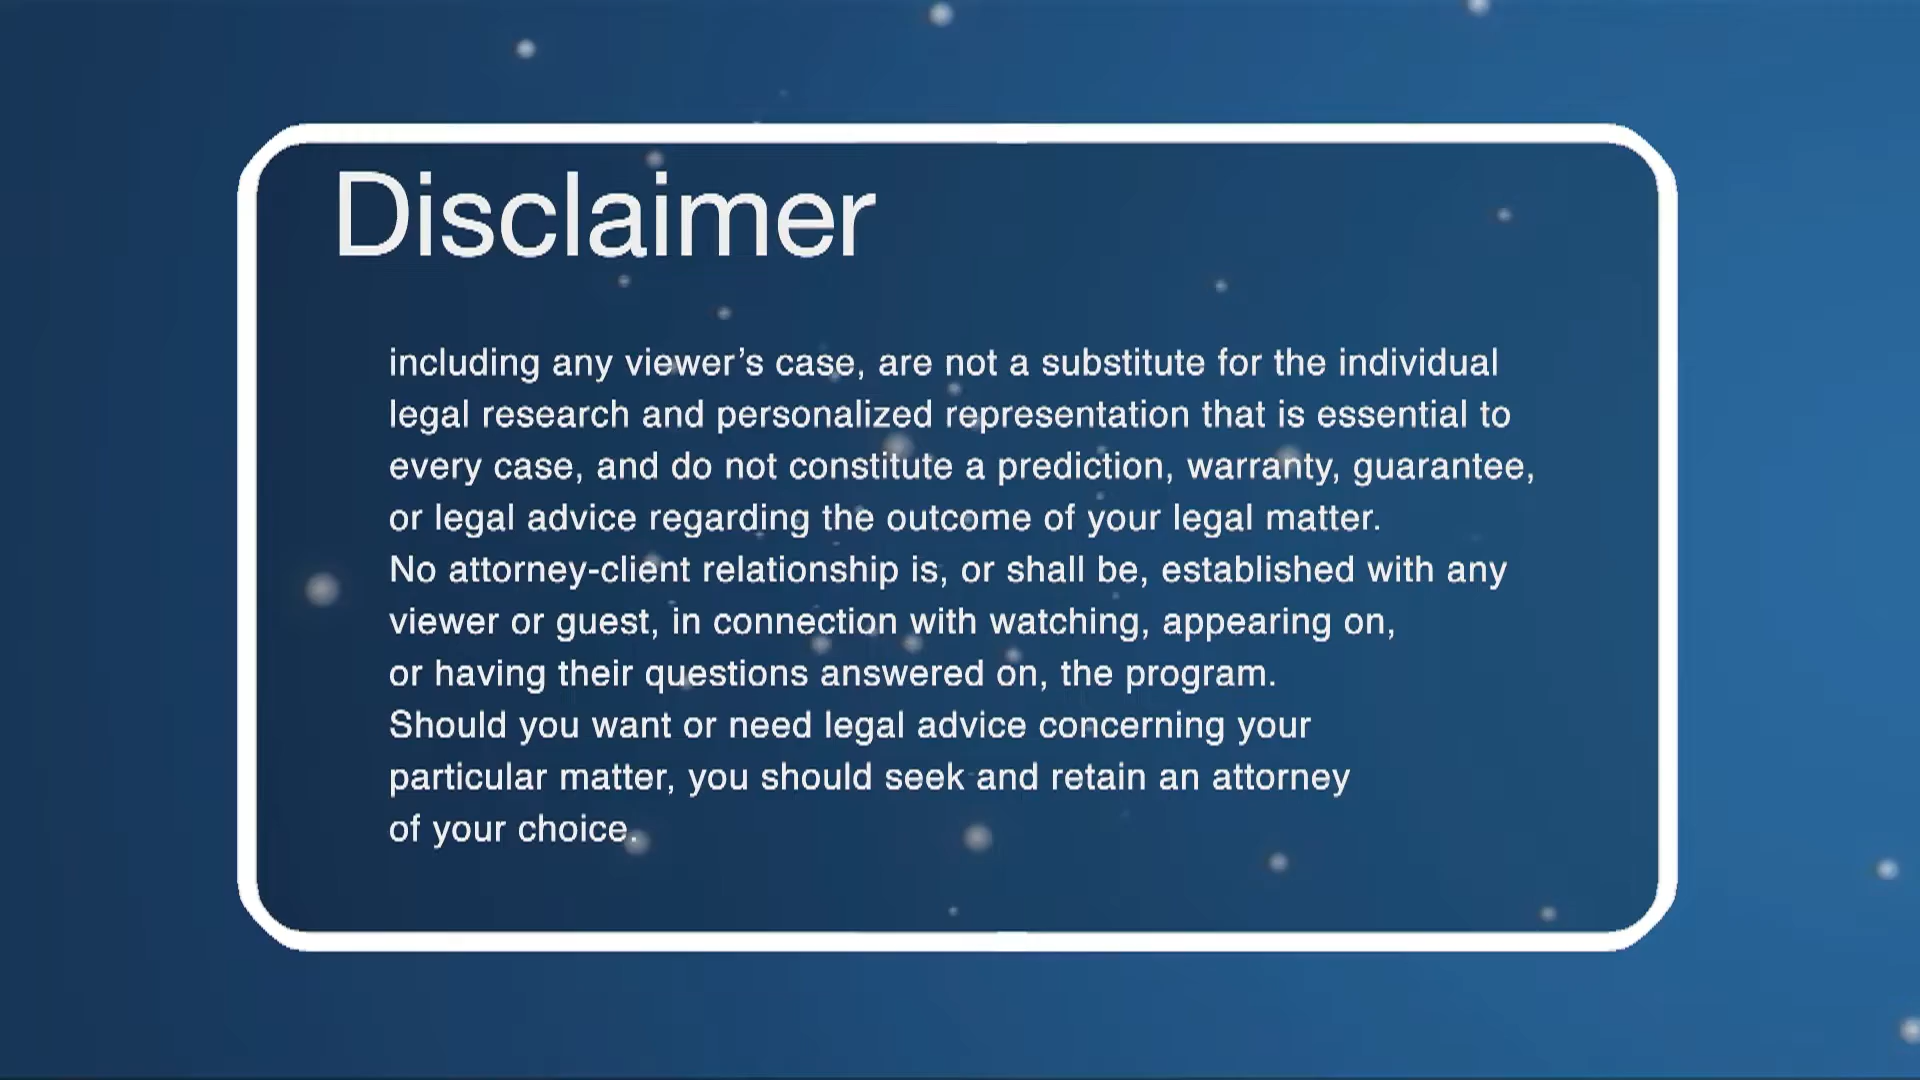 Disclaimer
including any viewer’s case, are not a substitute for the individual
legal research and personalized representation that is essential to
every case, and do not constitute a prediction, warranty, guarantee,
or legal advice regarding the outcome of your legal matter.
No attorney-client relationship is, or shall be, established with any
viewer or guest, in connection with watching, appearing on,
or having their questions answered on, the program.
Should you want or need legal advice concerning your
particular matter, you should seek and retain an attorney
of your choice.